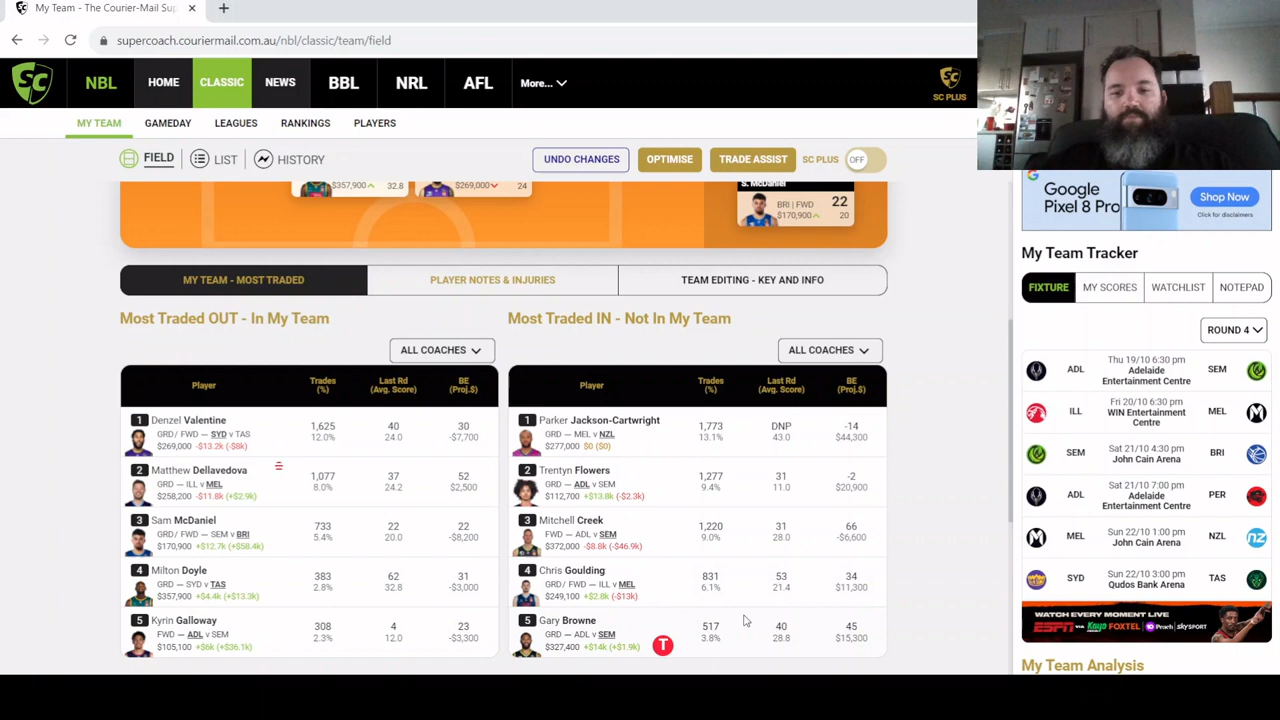 My Team - The Courier-Mail Sup
supercoach.couriermail.com.au/nbl/classic/team/field
SC NBL HOME CLASSIC NEWS BBL NRL AFL More... SC PLUS
MY TEAM GAMEDAY LEAGUES RANKINGS PLAYERS
FIELD LIST HISTORY UNDO CHANGES OPTIMISE TRADE ASSIST SC PLUS OFF
$357,900 32.8 $269,000 24
S. McDANIEL
BRI | FWD 22
$170,900 20
MY TEAM - MOST TRADED PLAYER NOTES & INJURIES TEAM EDITING - KEY AND INFO
Most Traded OUT - In My Team
ALL COACHES
Player Trades (%) Last Rd (Avg. Score) BE (Proj.$)
1 Denzel Valentine 1,625 40 30
GRD/ FWD — SYD v TAS 12.0% 24.0 -$7,700
$269,000 -$13.2k (-$8k)
2 Matthew Dellavedova 1,077 37 52
GRD — ILL v MEL 8.0% 24.2 $2,500
$258,200 -$11.8k (+$2.9k)
3 Sam McDaniel 733 22 22
GRD/ FWD — SEM v BRI 5.4% 20.0 -$8,200
$170,900 +$12.7k (+$58.4k)
4 Milton Doyle 383 62 31
GRD — SYD v TAS 2.8% 32.8 -$3,000
$357,900 +$4.4k (+$13.3k)
5 Kyrin Galloway 308 4 23
FWD — ADL v SEM 2.3% 12.0 -$3,300
$105,100 +$6k (+$36.1k)
Most Traded IN - Not In My Team
ALL COACHES
Player Trades (%) Last Rd (Avg. Score) BE (Proj.$)
1 Parker Jackson-Cartwright 1,773 DNP -14
GRD — MEL v NZL 13.1% 43.0 $44,300
$277,000 $0 ($0)
2 Trentyn Flowers 1,277 31 -2
GRD — ADL v SEM 9.4% 11.0 $20,900
$112,700 +$13.8k (-$2.3k)
3 Mitchell Creek 1,220 31 66
FWD — ADL v SEM 9.0% 28.0 -$6,600
$372,000 -$8.8k (-$46.9k)
4 Chris Goulding 831 53 34
GRD/ FWD — ILL v MEL 6.1% 21.4 $11,300
$249,100 +$2.8k (-$13k)
5 Gary Browne 517 40 45
GRD — ADL v SEM 3.8% 28.8 $15,300
$327,400 +$14k (+$1.9k) T
Google
Pixel 8 Pro
Shop Now
Click for disclaimers
My Team Tracker
FIXTURE MY SCORES WATCHLIST NOTEPAD
ROUND 4
ADL Thu 19/10 6:30 pm Adelaide Entertainment Centre SEM
ILL Fri 20/10 6:30 pm WIN Entertainment Centre MEL
SEM Sat 21/10 4:30 pm John Cain Arena BRI
ADL Sat 21/10 7:00 pm Adelaide Entertainment Centre PER
MEL Sun 22/10 1:00 pm John Cain Arena NZL
SYD Sun 22/10 3:00 pm Qudos Bank Arena TAS
WATCH EVERY MOMENT LIVE
ESPN via Kayo FOXTEL 10 Peach sky SPORT
My Team Analysis